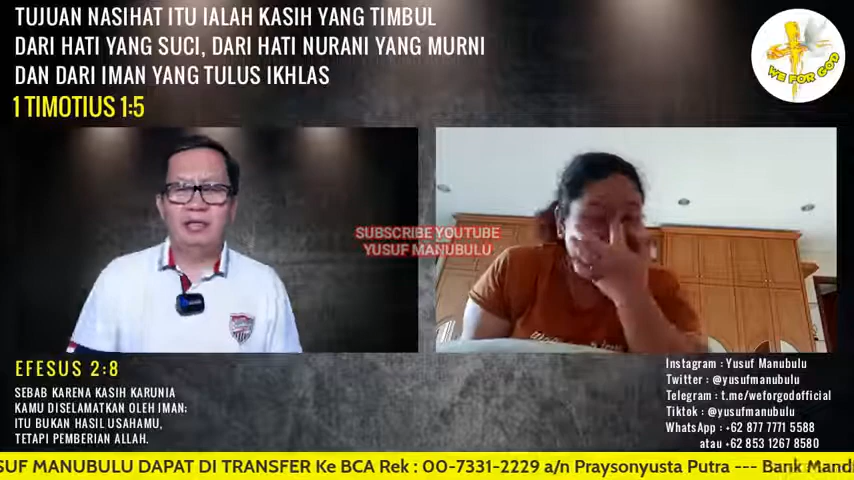 TUJUAN NASIHAT ITU IALAH KASIH YANG TIMBUL
DARI HATI YANG SUCI, DARI HATI NURANI YANG MURNI
DAN DARI IMAN YANG TULUS IKHLAS
1 TIMOTIUS 1:5
WE FOR GOD
SUBSCRIBE YOUTUBE
YUSUF MANUBULU
EFESUS 2:8
SEBAB KARENA KASIH KARUNIA
KAMU DISELAMATKAN OLEH IMAN;
ITU BUKAN HASIL USAHAMU,
TETAPI PEMBERIAN ALLAH.
Instagram : Yusuf Manubulu
Twitter : @yusufmanubulu
Telegram : t.me/weforgodofficial
Tiktok : @yusufmanubulu
WhatsApp : +62 877 7771 5588
atau +62 853 1267 8580
SUF MANUBULU DAPAT DI TRANSFER Ke BCA Rek : 00-7331-2229 a/n Praysonyusta Putra --- Bank Mand